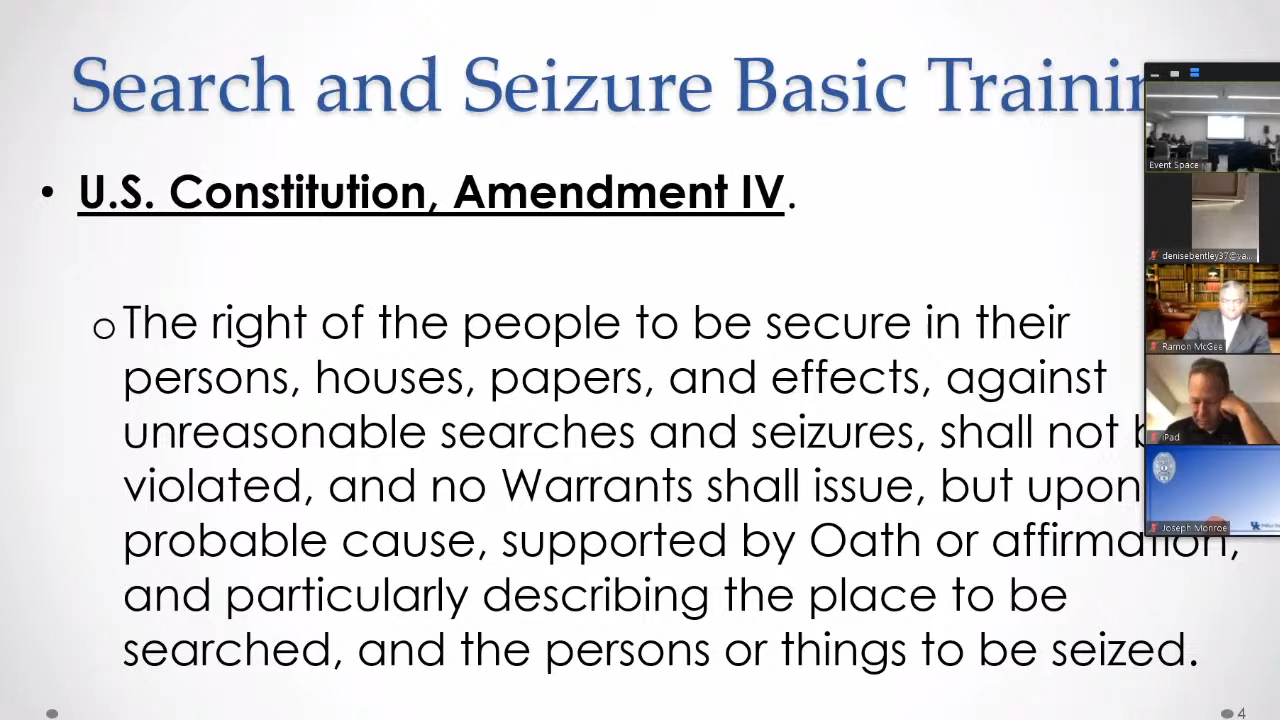 Search and Seizure Basic Trainin
• U.S. Constitution, Amendment IV.
o The right of the people to be secure in their
persons, houses, papers, and effects, against
unreasonable searches and seizures, shall not b
violated, and no Warrants shall issue, but upon
probable cause, supported by Oath or affirmation,
and particularly describing the place to be
searched, and the persons or things to be seized.
4
Event Space
denisebentley37@ya...
Ramon McGee
iPad
Joseph Monroe
UK